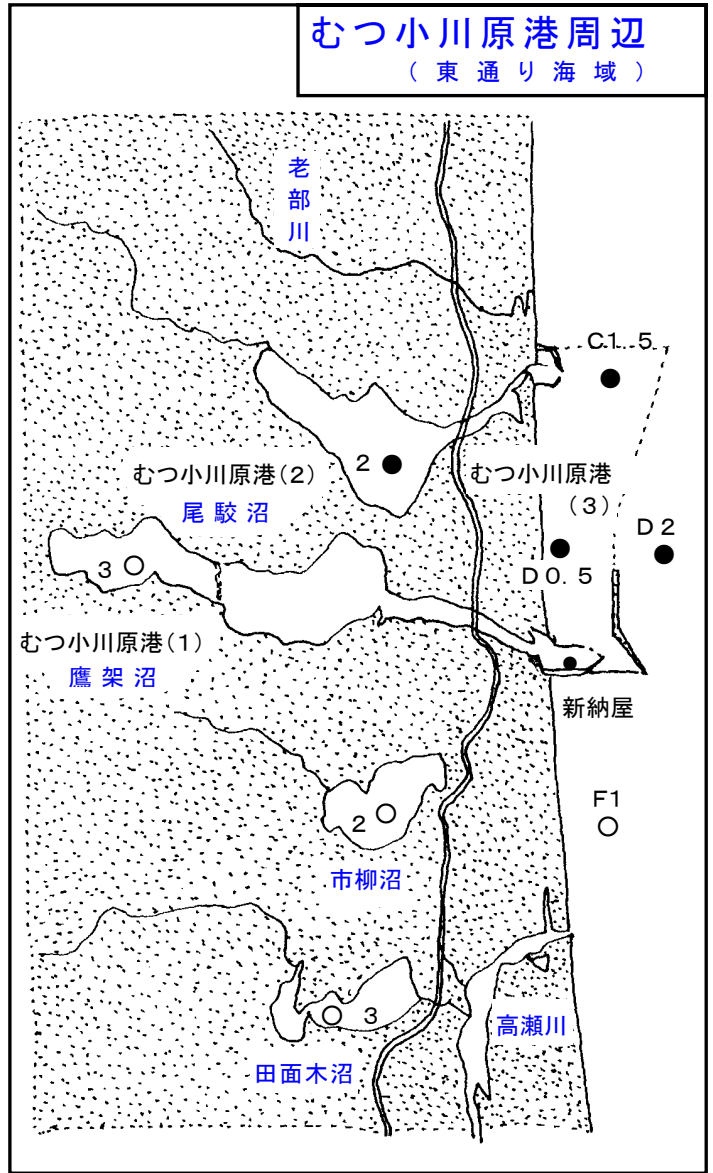 むつ小川原港周辺
(東通り海域)
老
部
川
C1.5
2
むつ小川原港(2)
尾駮沼
むつ小川原港
(3)
D2
3
D0.5
むつ小川原港(1)
鷹架沼
新納屋
2
F1
市柳沼
3
高瀬川
田面木沼